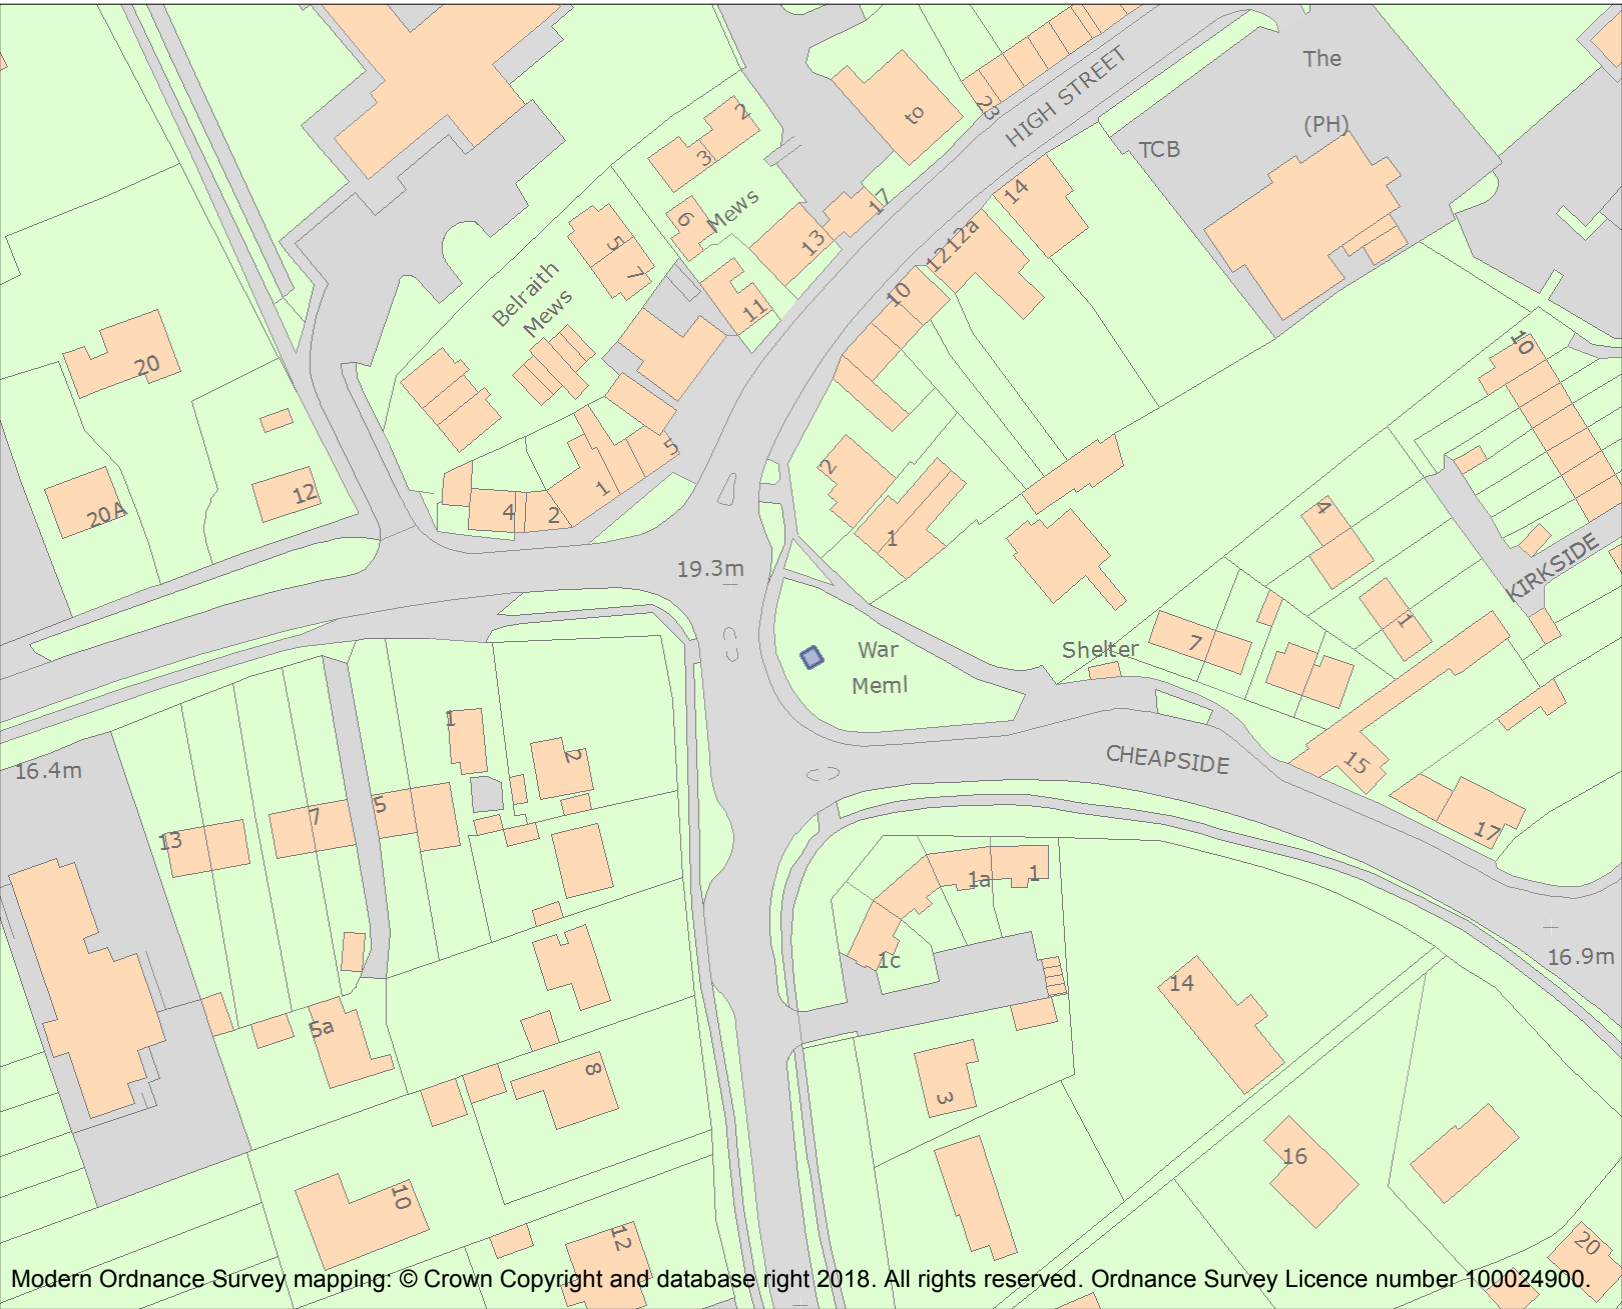 The
(PH)
TCB
HIGH STREET
23
to
2
3
Mews
6
17
13
14
12a
12
10
5
7
11
Belraith
Mews
20
20A
12
4
2
1
5
2
1
10
4
KIRKSIDE
1
7
19.3m
War
Meml
Shelter
CHEAPSIDE
15
17
16.4m
1
2
13
7
5
1a
1
1c
14
16.9m
5a
8
3
16
10
12
20
Modern Ordnance Survey mapping: © Crown Copyright and database right 2018. All rights reserved. Ordnance Survey Licence number 100024900.